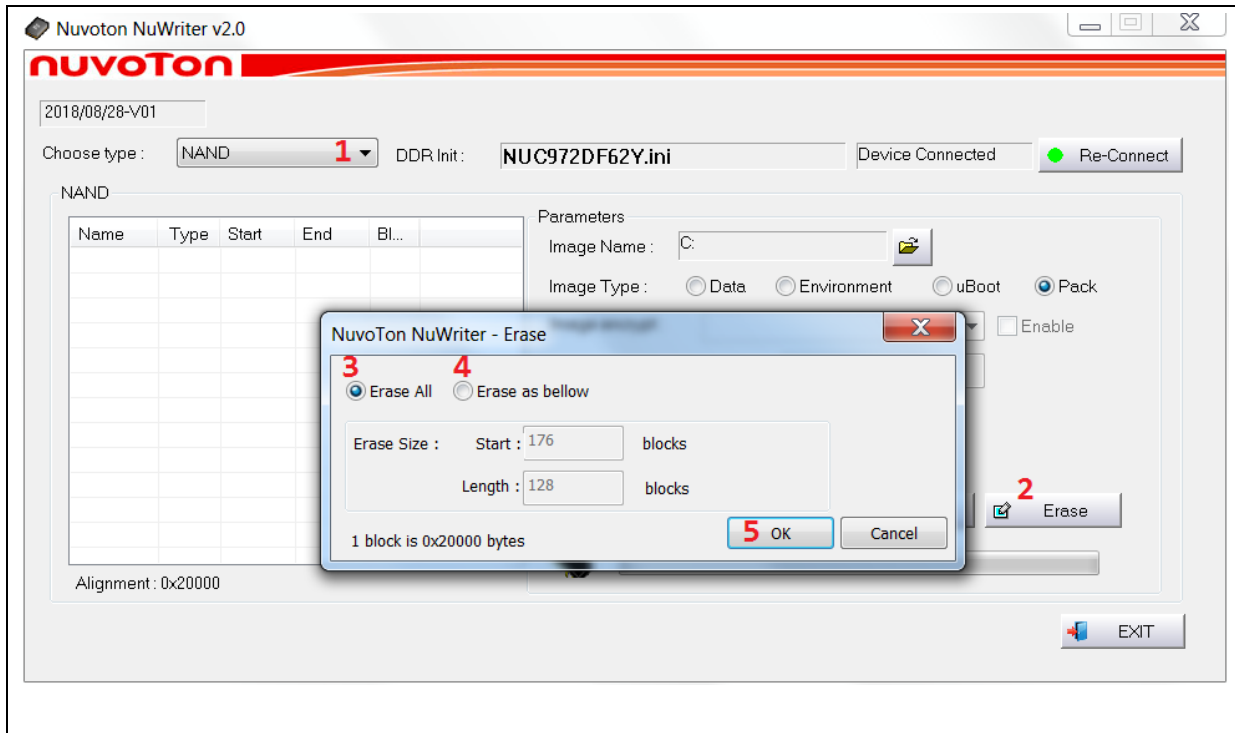 Nuvoton NuWriter v2.0
nuvoTon
2018/08/28-V01
Choose type : NAND 1 DDR Init : NUC972DF62Y.ini Device Connected Re-Connect
NAND
Name Type Start End Bl...
Parameters
Image Name : C:
Image Type : Data Environment uBoot Pack
Image encrypt Enable
NuvoTon NuWriter - Erase
3 4
Erase All Erase as bellow
Erase Size : Start : 176 blocks
Length : 128 blocks
1 block is 0x20000 bytes
5 OK Cancel
2
Erase
Alignment : 0x20000
EXIT